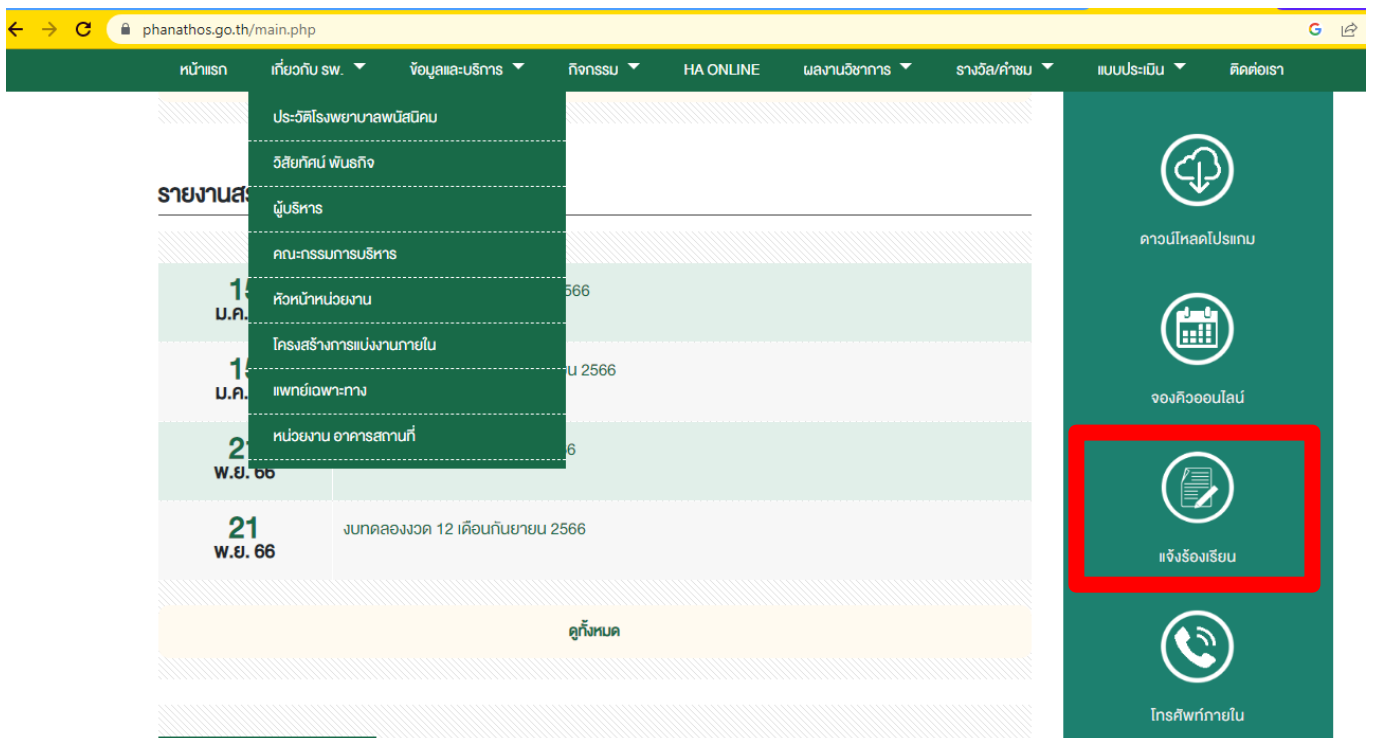 phanathos.go.th/main.php
หน้าแรก เกี่ยวกับ รพ. ข้อมูลและบริการ กิจกรรม HA ONLINE ผลงานวิชาการ รางวัล/คำชม แบบประเมิน ติดต่อเรา
ประวัติโรงพยาบาลพนัสนิคม
วิสัยทัศน์ พันธกิจ
ผู้บริหาร
คณะกรรมการบริหาร
หัวหน้าหน่วยงาน
โครงสร้างการแบ่งงานภายใน
แพทย์เฉพาะทาง
หน่วยงาน อาคารสถานที่
รายงานส
ม.ค.
566
ม.ค.
น 2566
พ.ย. 66
6
21
พ.ย. 66
งบทดลองงวด 12 เดือนกันยายน 2566
ดูทั้งหมด
ดาวน์โหลดโปรแกม
จองคิวออนไลน์
แจ้งร้องเรียน
โทรศัพท์ภายใน